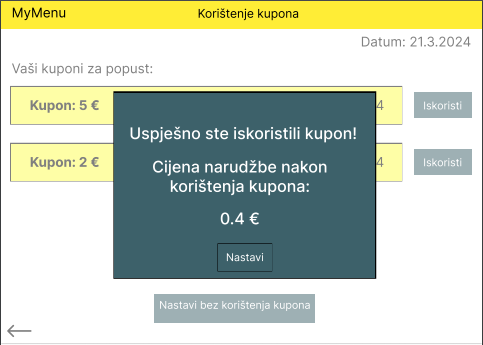 MyMenu
Korištenje kupona
Datum: 21.3.2024
Vaši kuponi za popust:
Kupon: 5 €
4
Iskoristi
Uspješno ste iskoristili kupon!
Kupon: 2 €
4
Iskoristi
Cijena narudžbe nakon
korištenja kupona:
0.4 €
Nastavi
Nastavi bez korištenja kupona